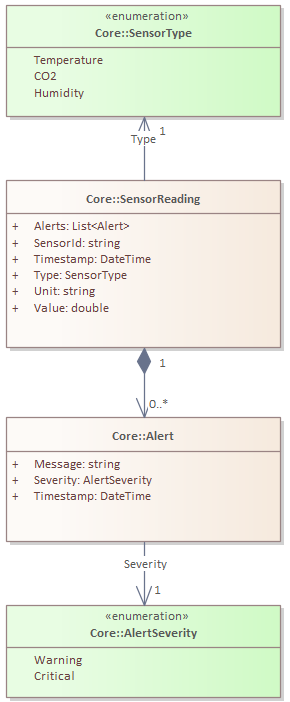 «enumeration»
Core::SensorType
Temperature
CO2
Humidity
1
Type
Core::SensorReading
+ Alerts: List<Alert>
+ SensorId: string
+ Timestamp: DateTime
+ Type: SensorType
+ Unit: string
+ Value: double
1
0..*
Core::Alert
+ Message: string
+ Severity: AlertSeverity
+ Timestamp: DateTime
Severity
1
«enumeration»
Core::AlertSeverity
Warning
Critical